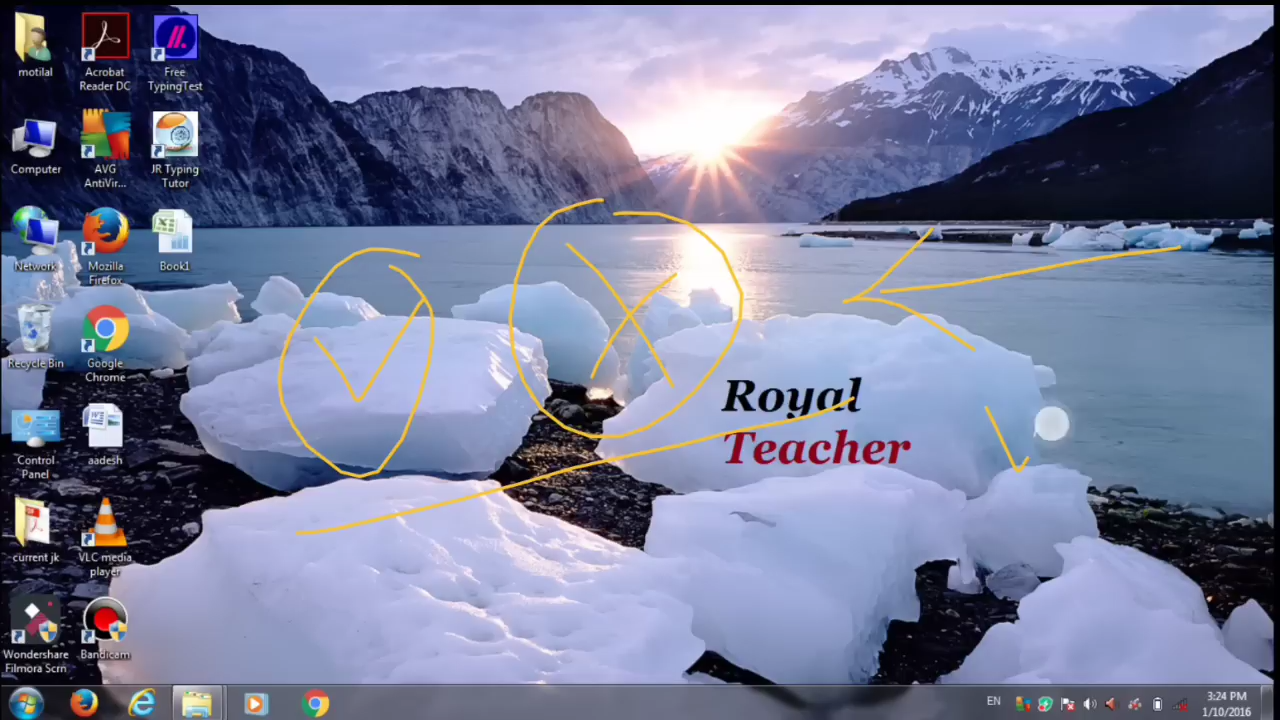 motilal
Acrobat
Reader DC
Free
TypingTest
Computer
AVG
AntiVir...
JR Typing
Tutor
Network
Mozilla
Firefox
Book1
Recycle Bin
Google
Chrome
Royal
Teacher
Control
Panel
aadesh
current jk
VLC media
player
Wondershare
Filmora Scrn
Bandicam
EN
3:24 PM
1/10/2016